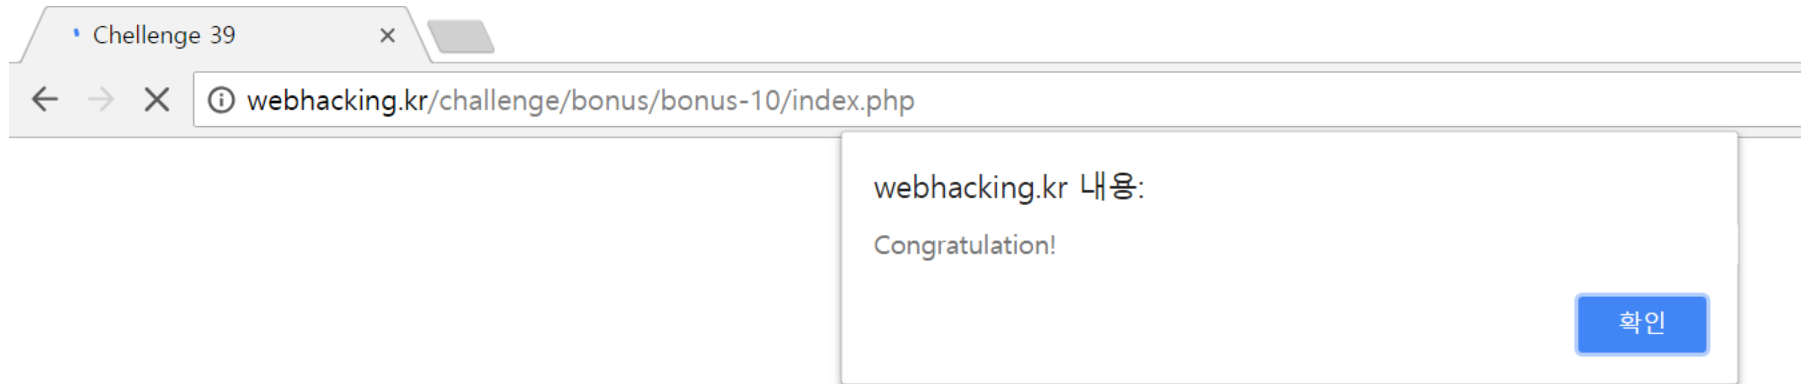 Chellenge 39
webhacking.kr/challenge/bonus/bonus-10/index.php
webhacking.kr 내용:
Congratulation!
확인